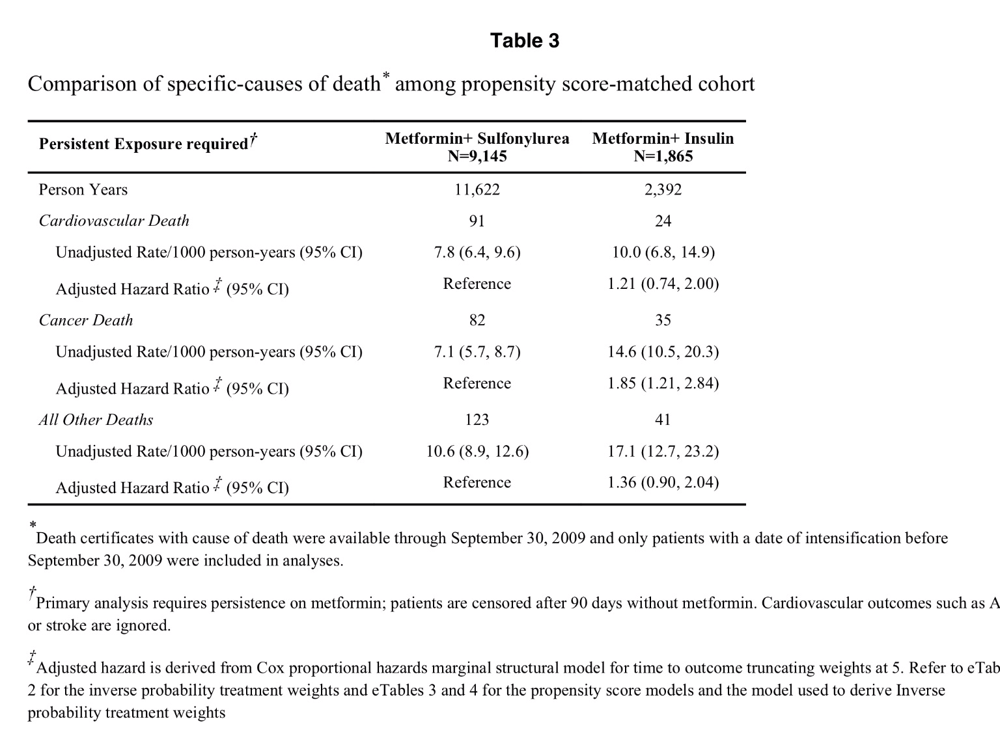 Table 3
Comparison of specific-causes of death* among propensity score-matched cohort
Persistent Exposure required† Metformin+ Sulfonylurea N=9,145 Metformin+ Insulin N=1,865
Person Years 11,622 2,392
Cardiovascular Death 91 24
Unadjusted Rate/1000 person-years (95% CI) 7.8 (6.4, 9.6) 10.0 (6.8, 14.9)
Adjusted Hazard Ratio ‡ (95% CI) Reference 1.21 (0.74, 2.00)
Cancer Death 82 35
Unadjusted Rate/1000 person-years (95% CI) 7.1 (5.7, 8.7) 14.6 (10.5, 20.3)
Adjusted Hazard Ratio ‡ (95% CI) Reference 1.85 (1.21, 2.84)
All Other Deaths 123 41
Unadjusted Rate/1000 person-years (95% CI) 10.6 (8.9, 12.6) 17.1 (12.7, 23.2)
Adjusted Hazard Ratio ‡ (95% CI) Reference 1.36 (0.90, 2.04)
*Death certificates with cause of death were available through September 30, 2009 and only patients with a date of intensification before
September 30, 2009 were included in analyses.
†Primary analysis requires persistence on metformin; patients are censored after 90 days without metformin. Cardiovascular outcomes such as
or stroke are ignored.
‡Adjusted hazard is derived from Cox proportional hazards marginal structural model for time to outcome truncating weights at 5. Refer to
2 for the inverse probability treatment weights and eTables 3 and 4 for the propensity score models and the model used to derive Inverse
probability treatment weights